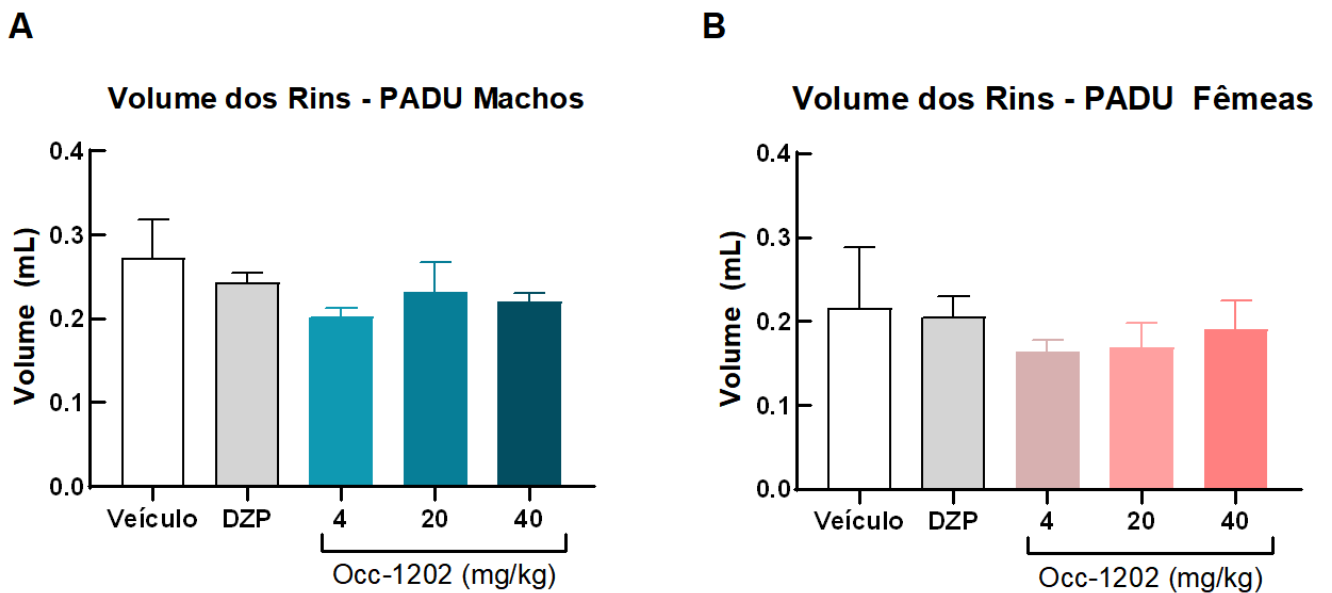 A
Volume dos Rins - PADU Machos
Volume (mL)
0.4
0.3
0.2
0.1
0.0
Veículo DZP 4 20 40
Occ-1202 (mg/kg)
B
Volume dos Rins - PADU Fêmeas
Volume (mL)
0.4
0.3
0.2
0.1
0.0
Veículo DZP 4 20 40
Occ-1202 (mg/kg)